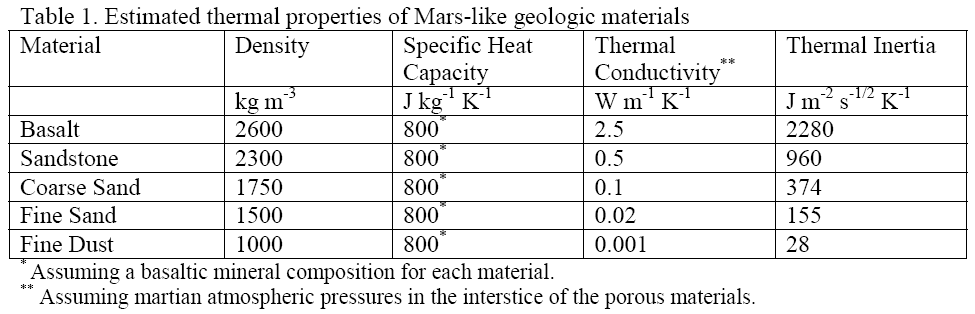 Table 1. Estimated thermal properties of Mars-like geologic materials
Material Density Specific Heat Capacity Thermal Conductivity** Thermal Inertia
kg m-3 J kg-1 K-1 W m-1 K-1 J m-2 s-1/2 K-1
Basalt 2600 800* 2.5 2280
Sandstone 2300 800* 0.5 960
Coarse Sand 1750 800* 0.1 374
Fine Sand 1500 800* 0.02 155
Fine Dust 1000 800* 0.001 28
* Assuming a basaltic mineral composition for each material.
** Assuming martian atmospheric pressures in the interstice of the porous materials.